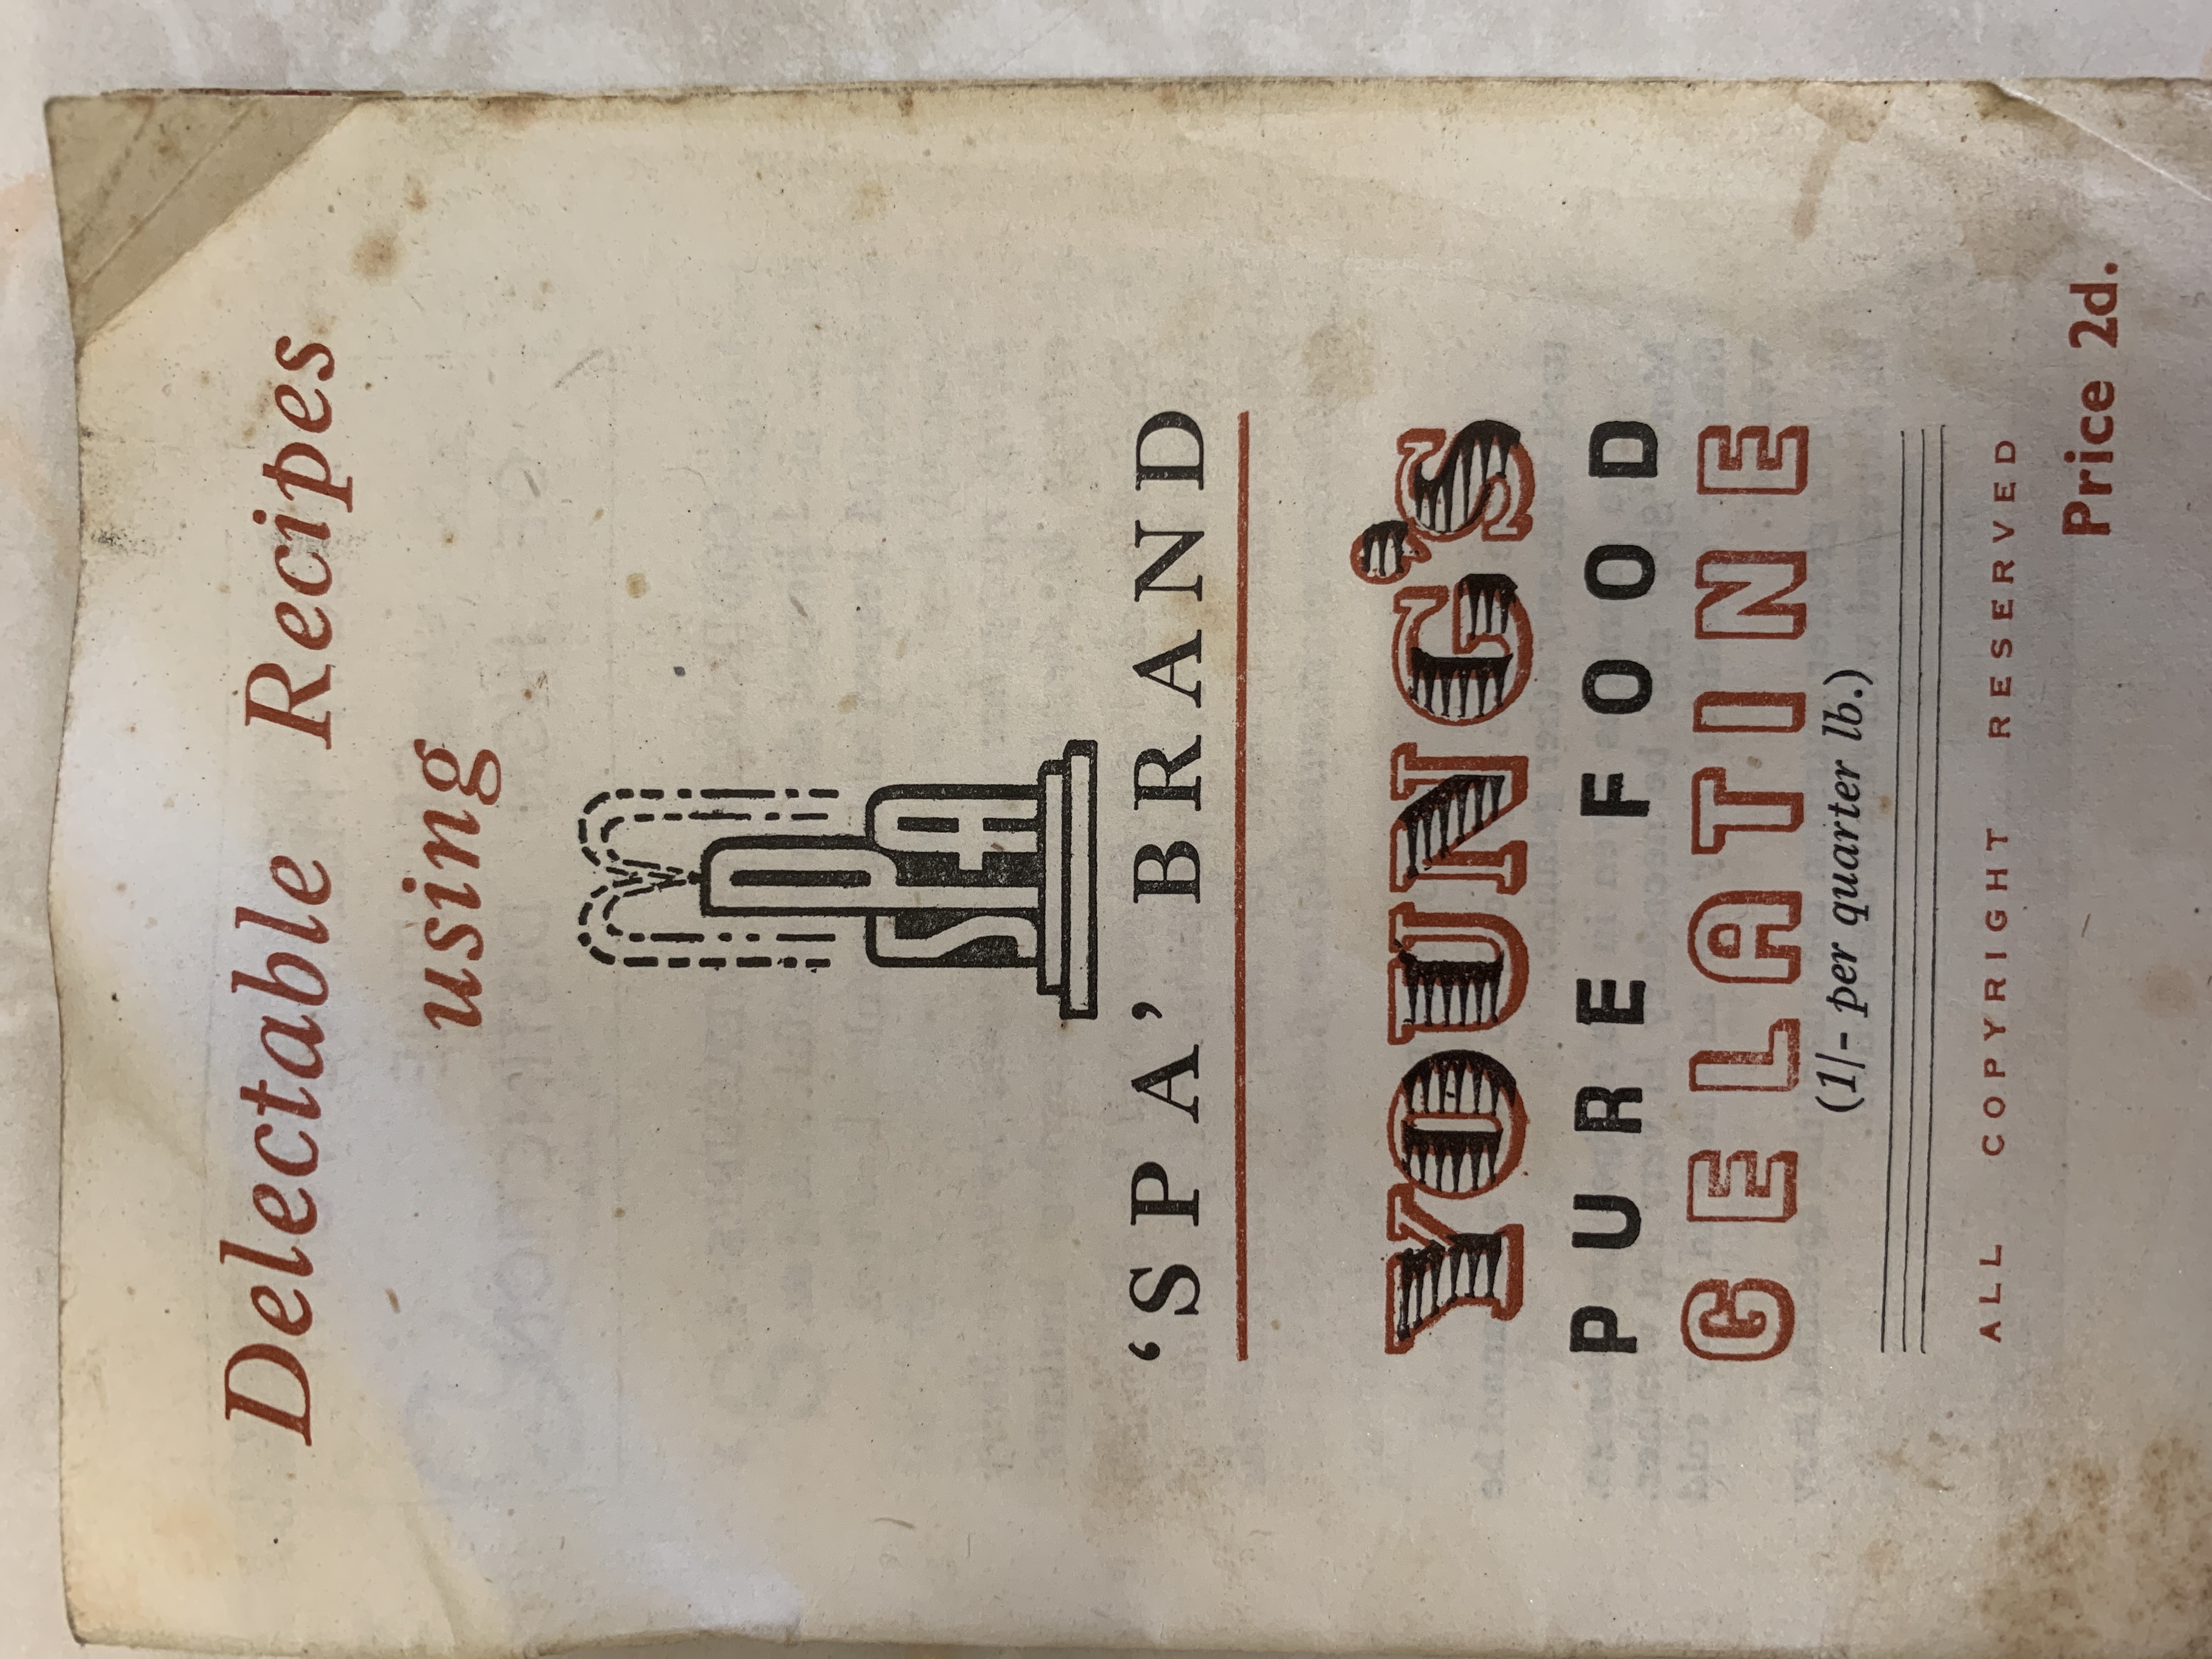 Delectable Recipes
using
SPA
'SPA' BRAND
YOUNG'S
PURE FOOD
GELATINE
(1/- per quarter lb.)
ALL COPYRIGHT RESERVED
Price 2d.